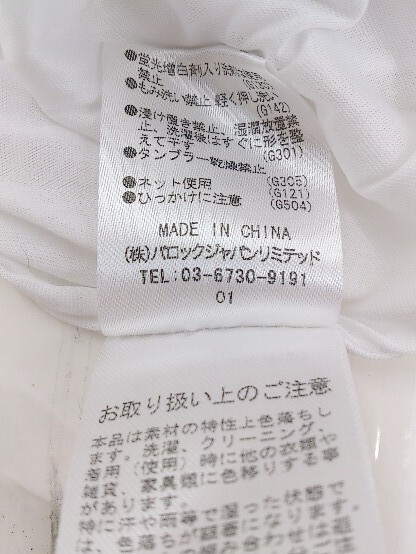 蛍光増白剤入り洗剤使用
禁止
もみ洗い禁止 軽く押し洗い
(G142)
浸け置き禁止、湿潤放置禁
止、洗濯後はすぐに形を整
えて干す (G301)
タンブラー乾燥禁止
ネット使用 (G305)
ひっかけに注意 (G121)
(G504)
MADE IN CHINA
(株)バロックジャパンリミテッド
TEL:03-6730-9191
01
お取り扱い上のご注意
本品は素材の特性上色落ちし
ます。洗濯、クリーニング、
着用(使用)時に他の衣類や
雑貨、家具類に色移りする事
があります。
特に汗や雨等で湿った状態で
は、色落ちが顕著になります。